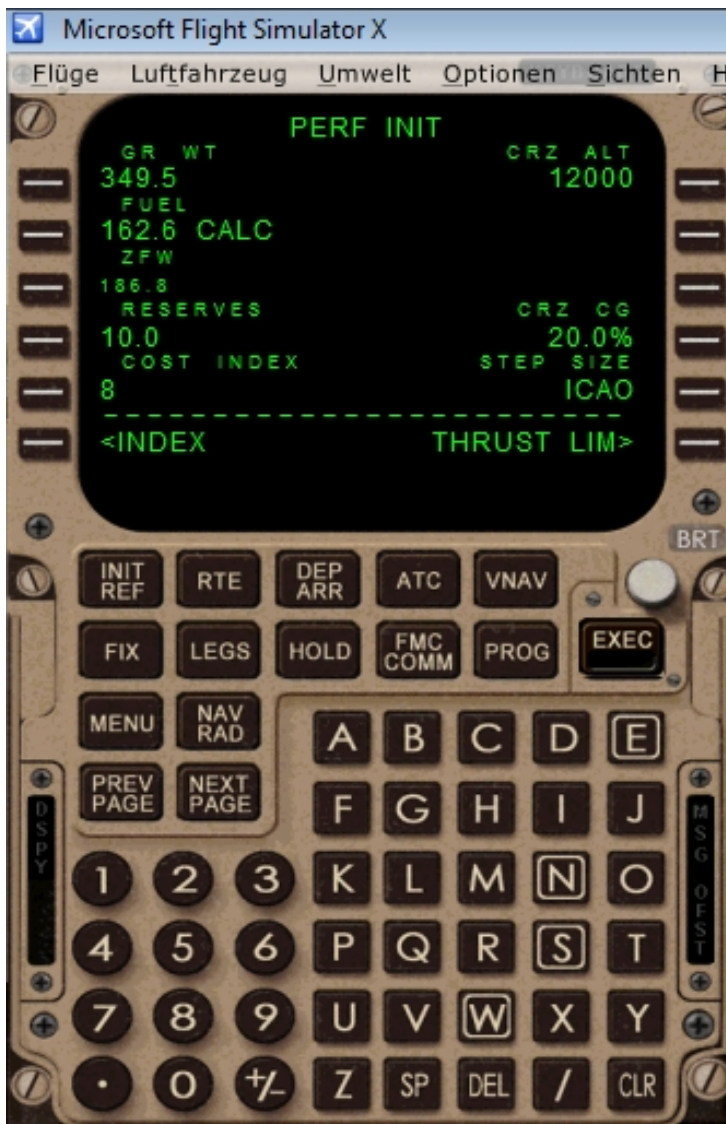 Microsoft Flight Simulator X
Flüge Luftfahrzeug Umwelt Optionen Sichten H
PERF INIT
GR WT CRZ ALT
349.5 12000
FUEL
162.6 CALC
ZFW
186.8
RESERVES CRZ CG
10.0 20.0%
COST INDEX STEP SIZE
8 ICAO
--------------------------
<INDEX THRUST LIM>
BRT
INIT REF RTE DEP ARR ATC VNAV
FIX LEGS HOLD FMC COMM PROG EXEC
MENU NAV RAD
PREV PAGE NEXT PAGE
A B C D E
F G H I J
1 2 3 K L M N O
4 5 6 P Q R S T
7 8 9 U V W X Y
. 0 +/- Z SP DEL / CLR
DSPY
MSG OFST